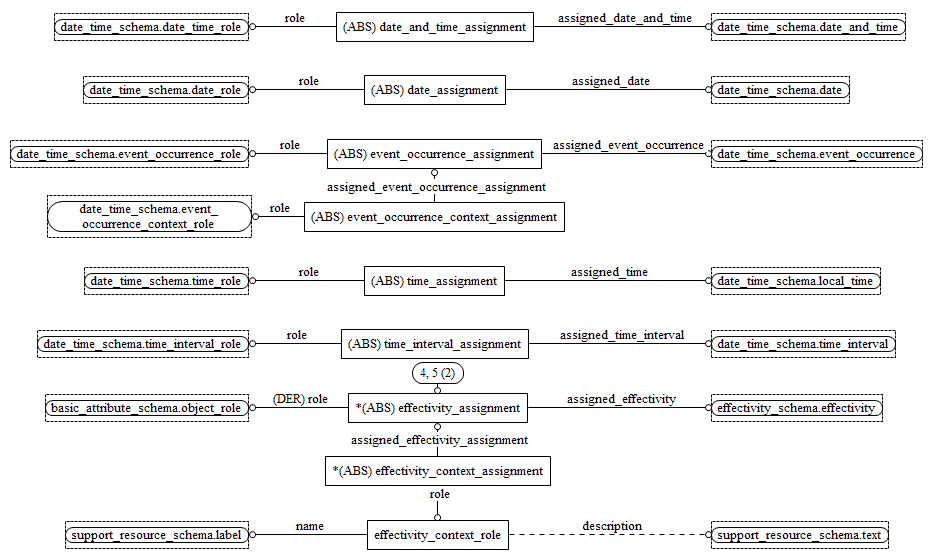 role
assigned_date_and_time
date_time_schema.date_time_role
(ABS) date_and_time_assignment
date_time_schema.date_and_time
role
assigned_date
date_time_schema.date_role
(ABS) date_assignment
date_time_schema.date
role
assigned_event_occurrence
date_time_schema.event_occurrence_role
(ABS) event_occurrence_assignment
date_time_schema.event_occurrence
assigned_event_occurrence_assignment
date_time_schema.event_
occurrence_context_role
role
(ABS) event_occurrence_context_assignment
role
assigned_time
date_time_schema.time_role
(ABS) time_assignment
date_time_schema.local_time
role
assigned_time_interval
date_time_schema.time_interval_role
(ABS) time_interval_assignment
date_time_schema.time_interval
4, 5 (2)
(DER) role
assigned_effectivity
basic_attribute_schema.object_role
*(ABS) effectivity_assignment
effectivity_schema.effectivity
assigned_effectivity_assignment
*(ABS) effectivity_context_assignment
role
name
description
support_resource_schema.label
effectivity_context_role
support_resource_schema.text